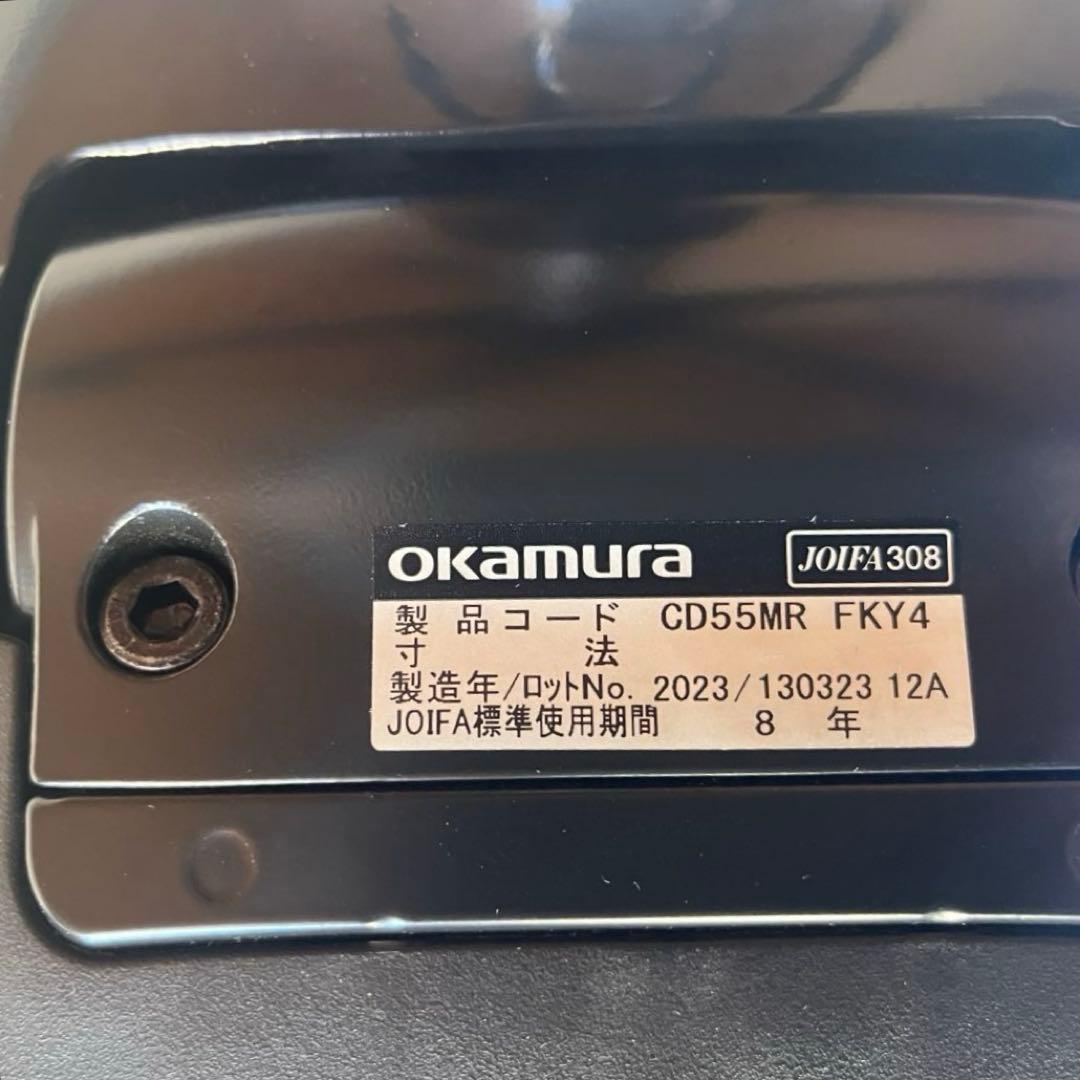 okamura JOIFA308
製品コード CD55MR FKY4
寸法
製造年/ロットNo. 2023/130323 12A
JOIFA標準使用期間 8 年